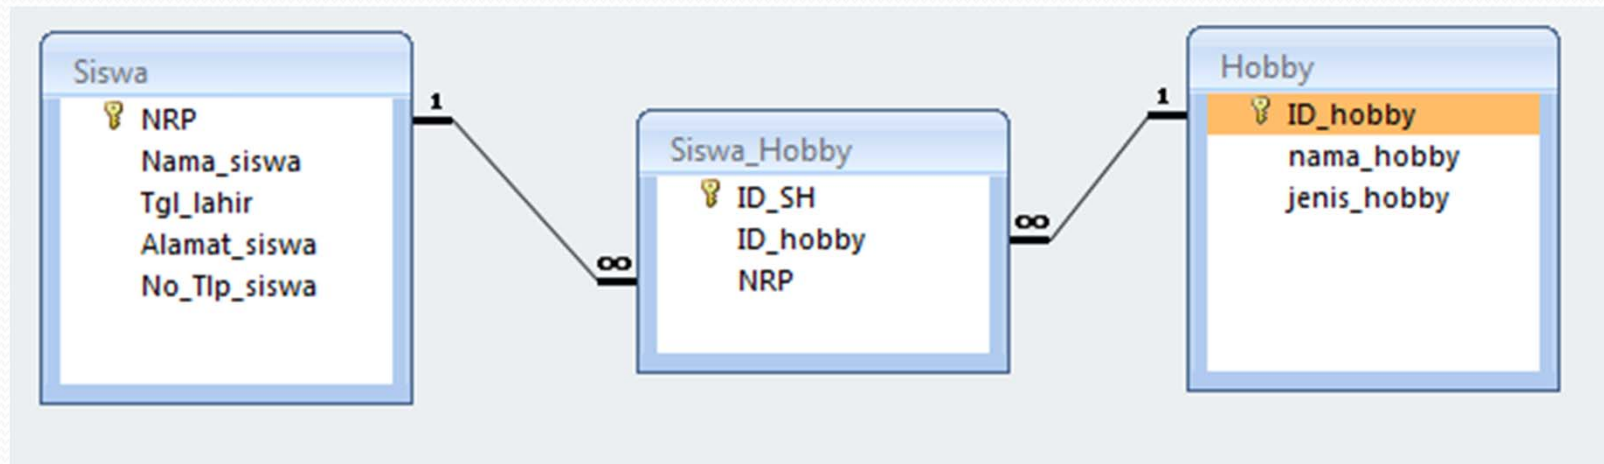 Siswa
NRP
Nama_siswa
Tgl_lahir
Alamat_siswa
No_Tlp_siswa
1
∞
Siswa_Hobby
ID_SH
ID_hobby
NRP
∞
1
Hobby
ID_hobby
nama_hobby
jenis_hobby